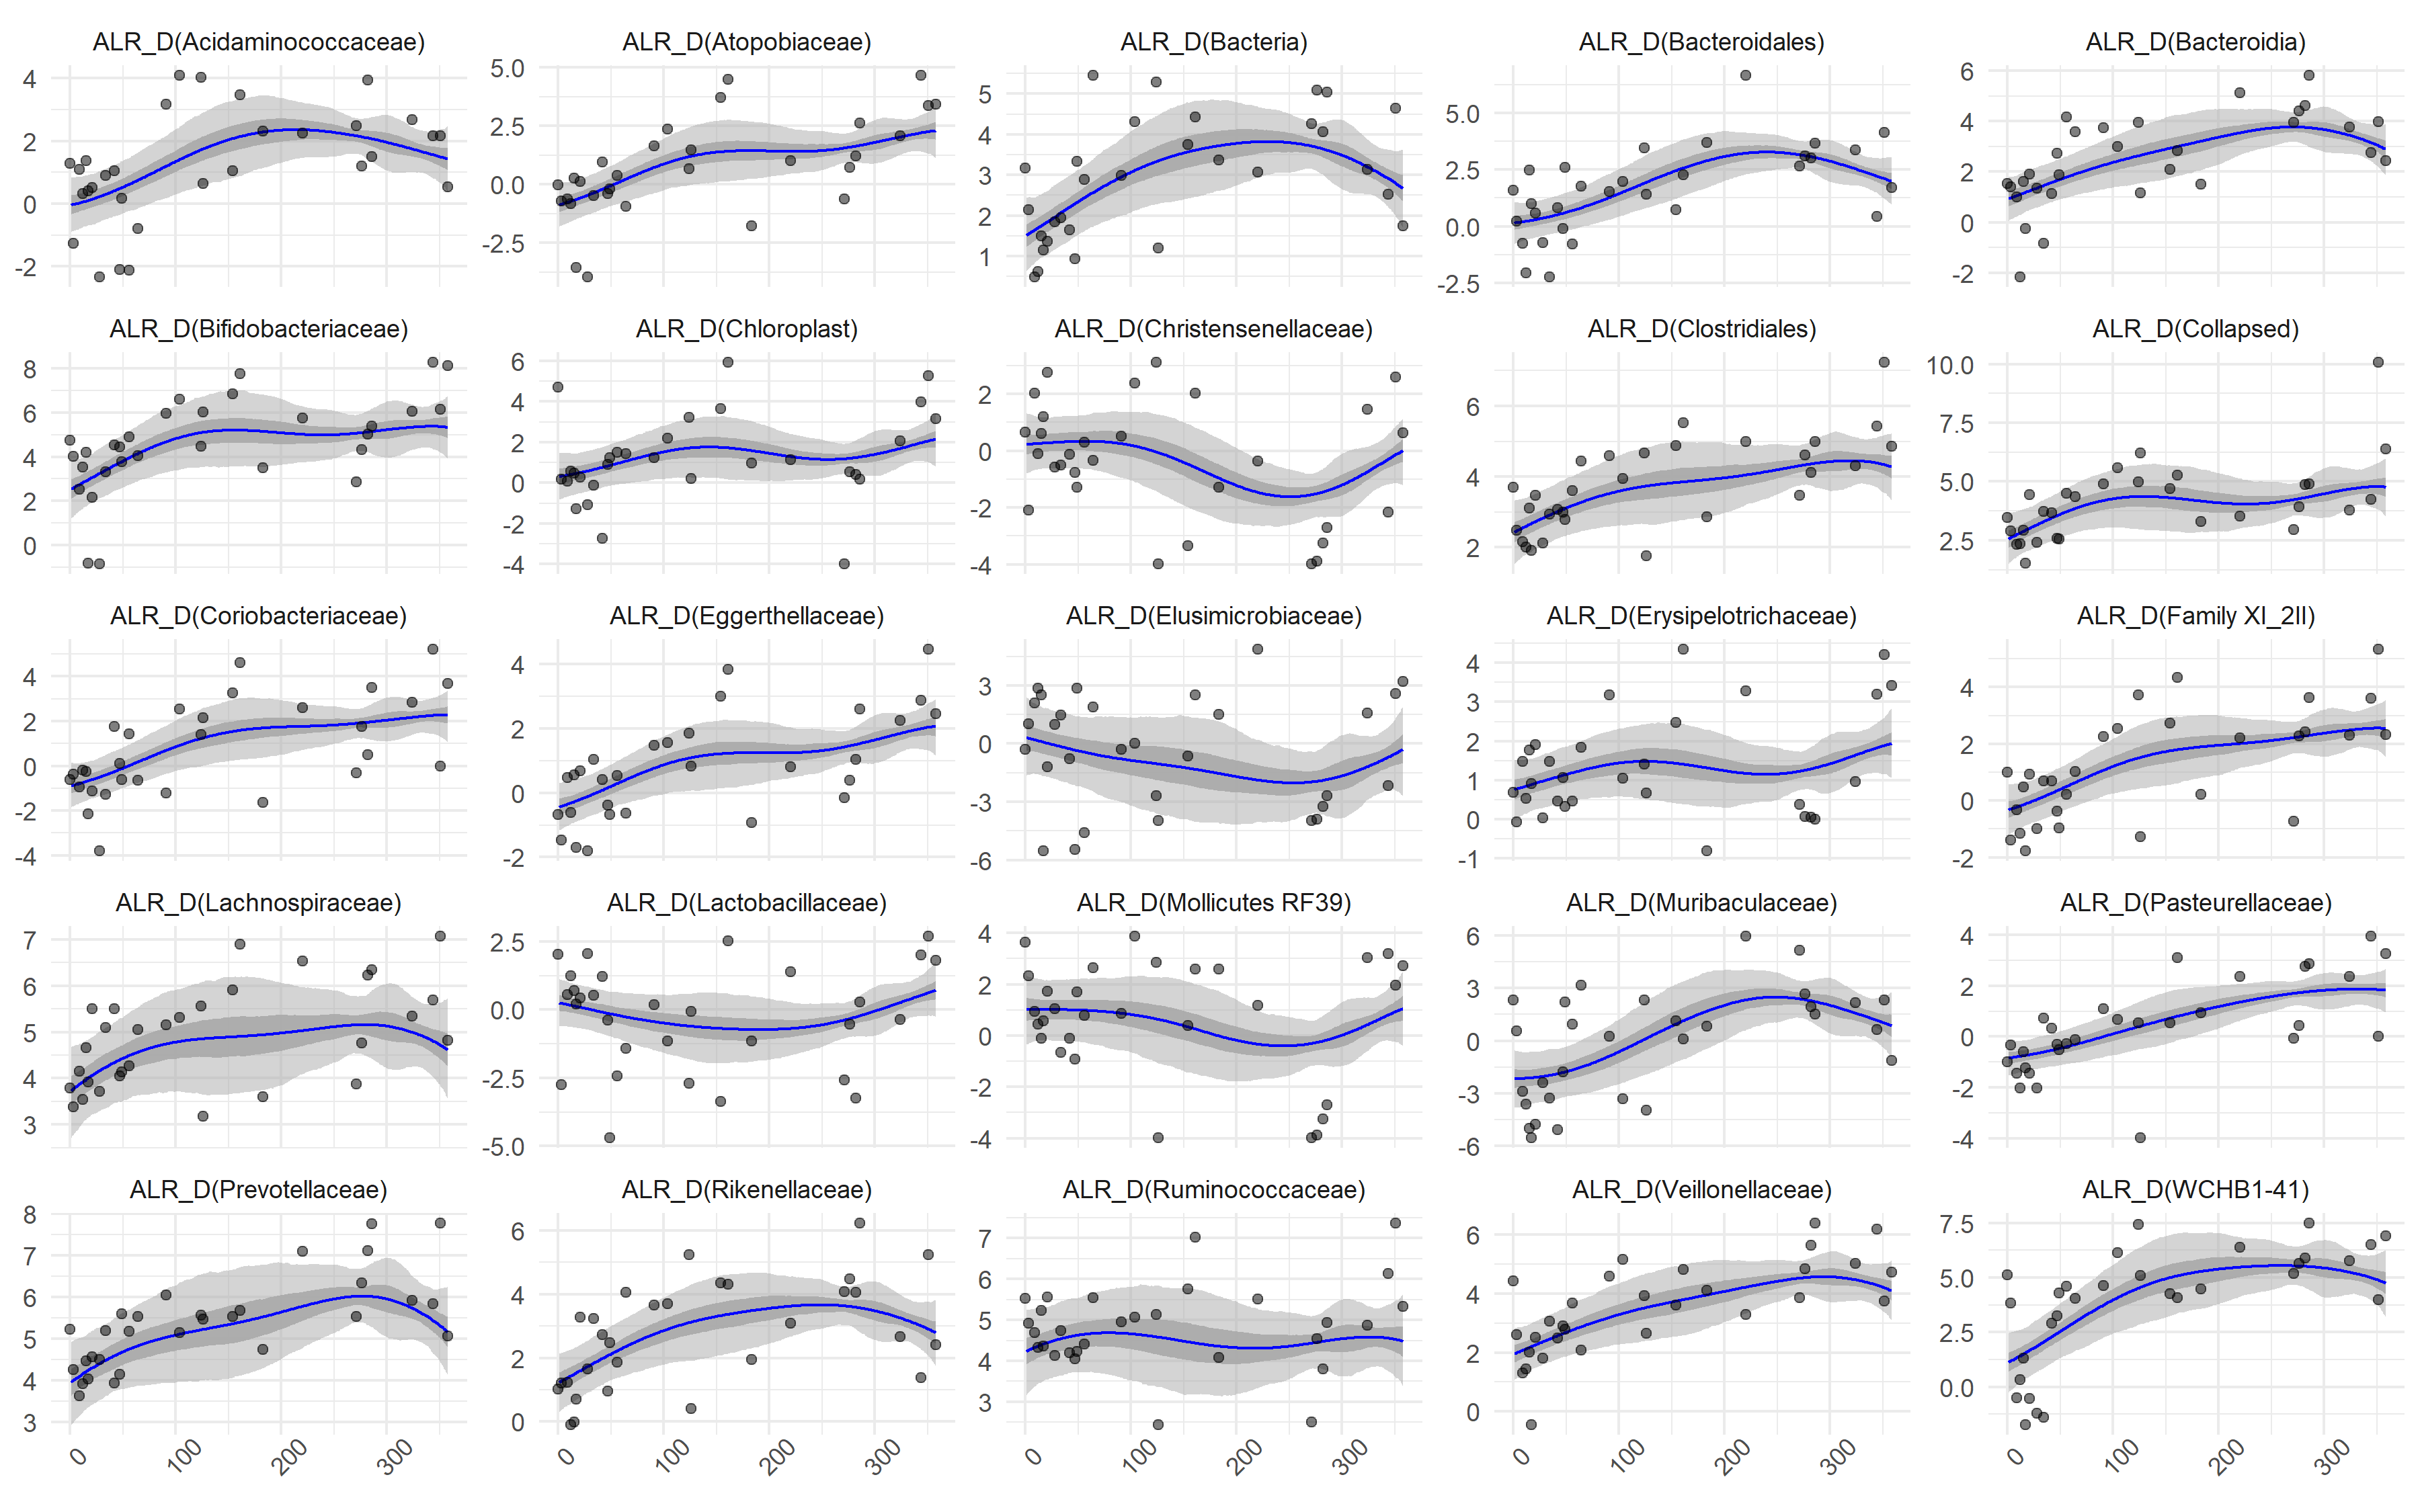 ALR_D(Acidaminococcaceae) ALR_D(Atopobiaceae) ALR_D(Bacteria) ALR_D(Bacteroidales) ALR_D(Bacteroidia)
4 2 0 -2
5.0 2.5 0.0 -2.5
5 4 3 2 1
5.0 2.5 0.0 -2.5
6 4 2 0 -2
ALR_D(Bifidobacteriaceae) ALR_D(Chloroplast) ALR_D(Christensenellaceae) ALR_D(Clostridiales) ALR_D(Collapsed)
8 6 4 2 0
6 4 2 0 -2 -4
2 0 -2 -4
6 4 2
10.0 7.5 5.0 2.5
ALR_D(Coriobacteriaceae) ALR_D(Eggerthellaceae) ALR_D(Elusimicrobiaceae) ALR_D(Erysipelotrichaceae) ALR_D(Family XI_2II)
4 2 0 -2 -4
4 2 0 -2
3 0 -3 -6
4 3 2 1 0 -1
4 2 0 -2
ALR_D(Lachnospiraceae) ALR_D(Lactobacillaceae) ALR_D(Mollicutes RF39) ALR_D(Muribaculaceae) ALR_D(Pasteurellaceae)
7 6 5 4 3
2.5 0.0 -2.5 -5.0
4 2 0 -2 -4
6 3 0 -3 -6
4 2 0 -2 -4
ALR_D(Prevotellaceae) ALR_D(Rikenellaceae) ALR_D(Ruminococcaceae) ALR_D(Veillonellaceae) ALR_D(WCHB1-41)
8 7 6 5 4 3
6 4 2 0
7 6 5 4 3
6 4 2 0
7.5 5.0 2.5 0.0
0 100 200 300 0 100 200 300 0 100 200 300 0 100 200 300 0 100 200 300